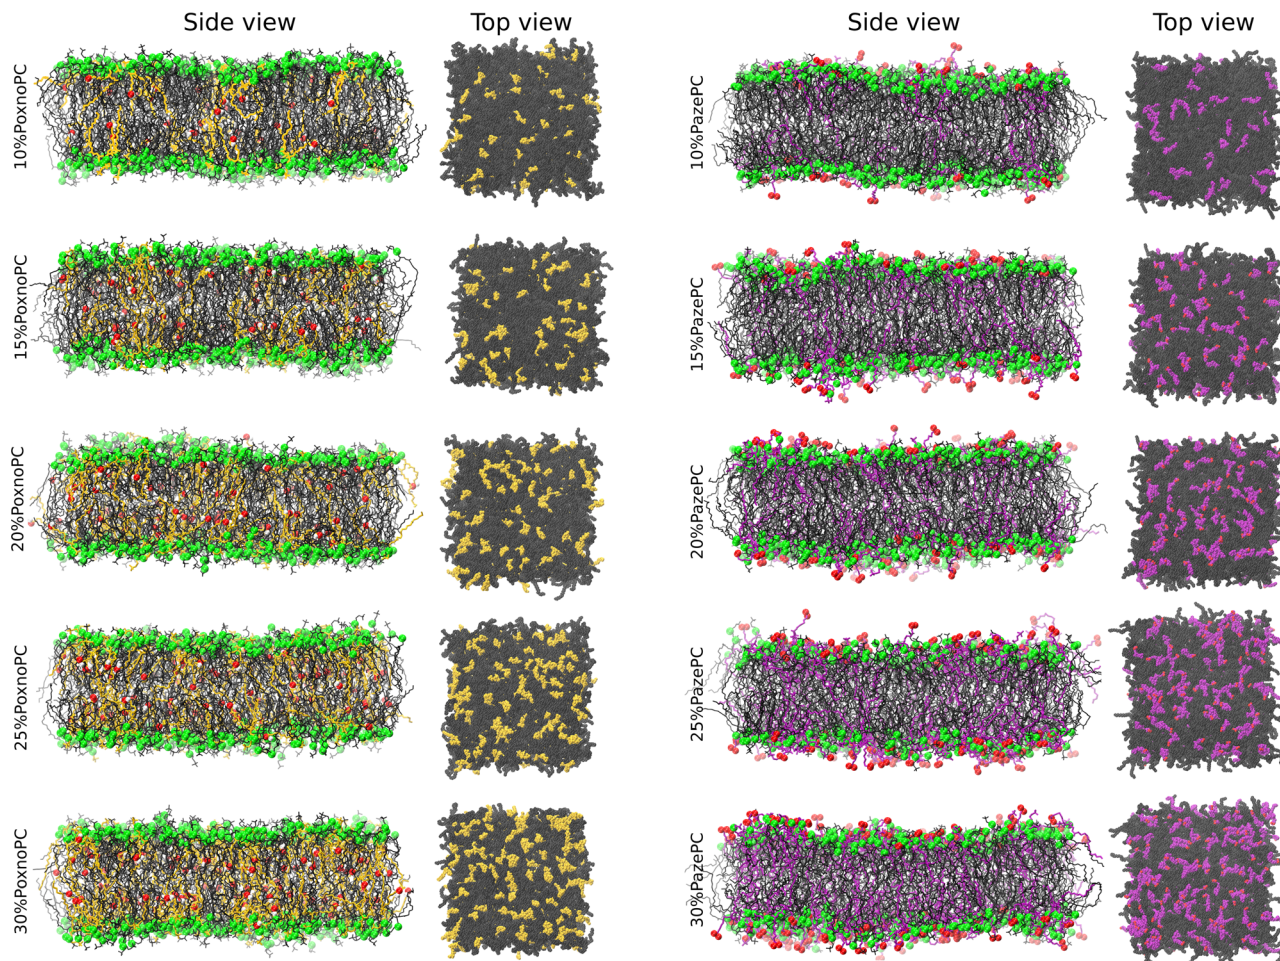 Side view
Top view
Side view
Top view
10%PoxnoPC
10%PazePC
15%PoxnoPC
15%PazePC
20%PoxnoPC
20%PazePC
25%PoxnoPC
25%PazePC
30%PoxnoPC
30%PazePC